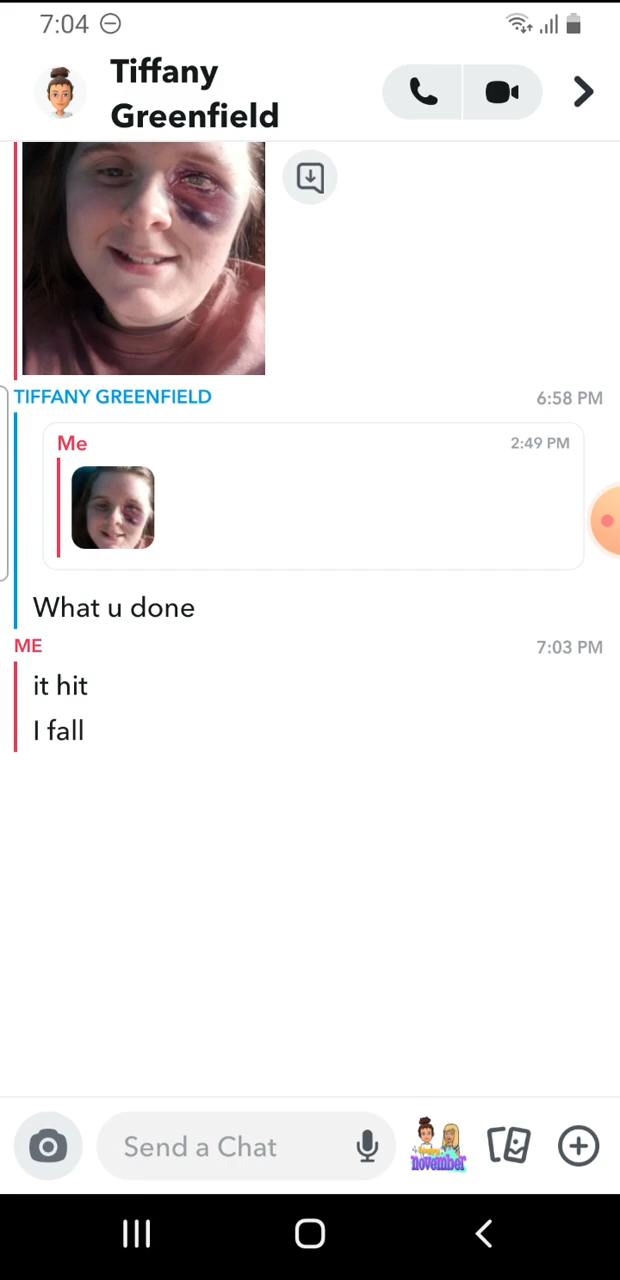 7:04
Tiffany
Greenfield
TIFFANY GREENFIELD 6:58 PM
Me 2:49 PM
What u done
ME 7:03 PM
it hit
I fall
Send a Chat
november